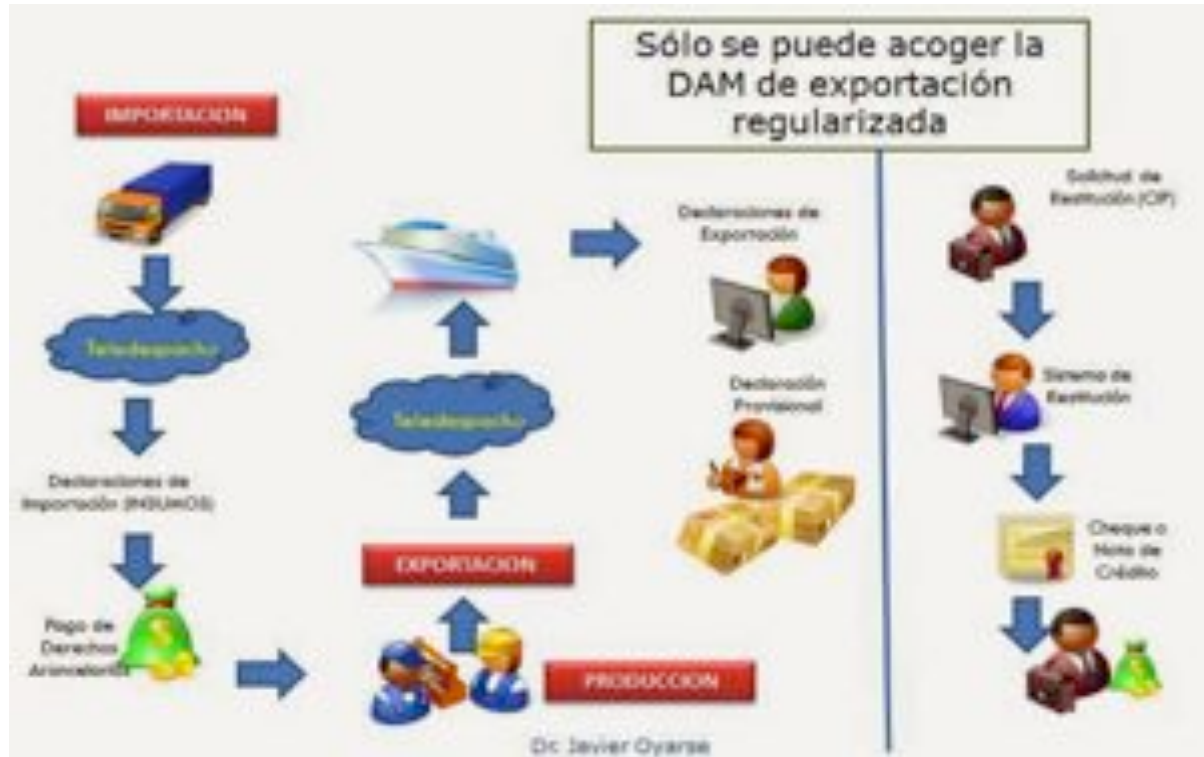 Sólo se puede acoger la
DAM de exportación
regularizada
IMPORTACION
Teledespacho
Declaraciones de
Importación (INSUMOS)
Pago de
Derechos
Arancelarios
PRODUCCION
EXPORTACION
Teledespacho
Declaraciones de
Exportación
Declaración
Provisional
Solicitud de
Restitución
Sistema de
Restitución
Cheque o
Nota de
Crédito
Dr. Javier Oyarse